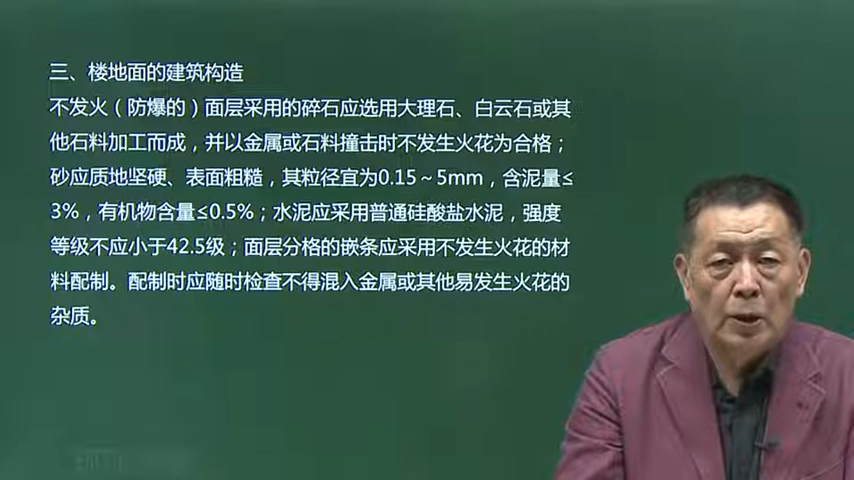 三、楼地面的建筑构造
不发火（防爆的）面层采用的碎石应选用大理石、白云石或其
他石料加工而成，并以金属或石料撞击时不发生火花为合格；
砂应质地坚硬、表面粗糙，其粒径宜为0.15～5mm，含泥量≤
3%，有机物含量≤0.5%；水泥应采用普通硅酸盐水泥，强度
等级不应小于42.5级；面层分格的嵌条应采用不发生火花的材
料配制。配制时应随时检查不得混入金属或其他易发生火花的
杂质。